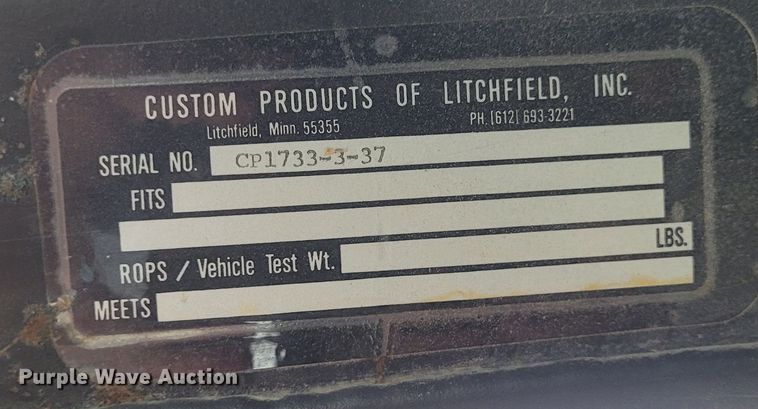 CUSTOM PRODUCTS OF LITCHFIELD, INC.
Litchfield, Minn. 55355 PH. (612) 693-3221
SERIAL NO. CP1733-3-37
FITS
ROPS / Vehicle Test Wt. LBS.
MEETS
Purple Wave Auction